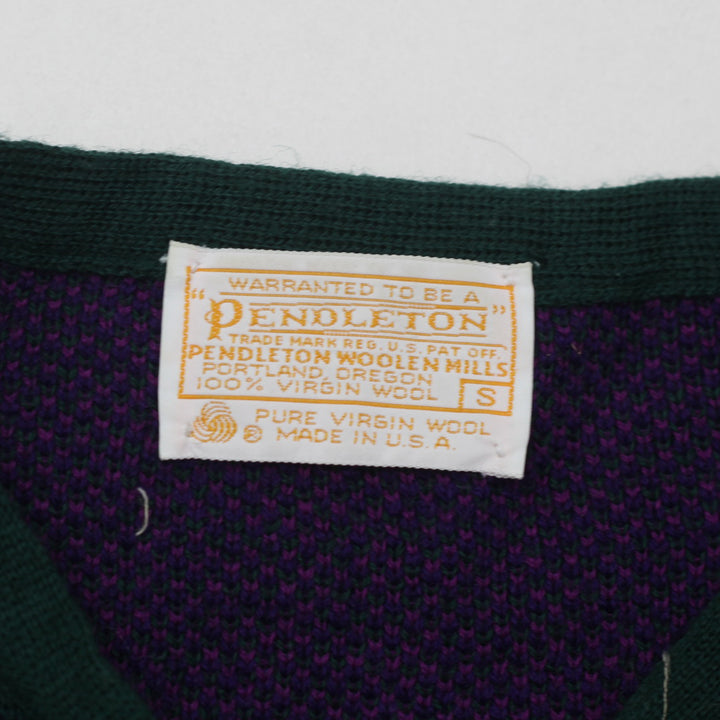 WARRANTED TO BE A
"PENDLETON"
TRADE MARK REG. U.S. PAT OFF.
PENDLETON WOOLEN MILLS
PORTLAND, OREGON
100% VIRGIN WOOL S
PURE VIRGIN WOOL
® MADE IN U.S.A.